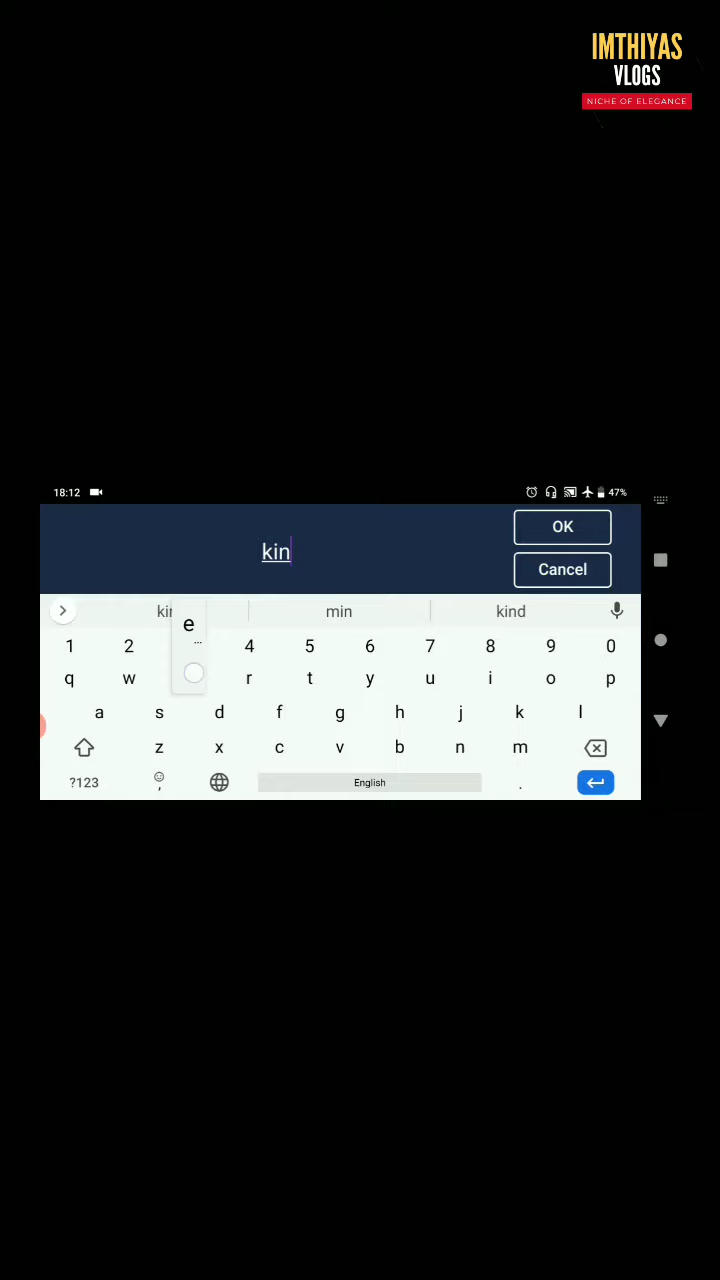 IMTHIYAS
VLOGS
NICHE OF ELEGANCE
18:12 47%
OK
kin
Cancel
min kind
e
...
1 2 4 5 6 7 8 9 0
q w r t y u i o p
a s d f g h j k l
z x c v b n m
?123 , English .